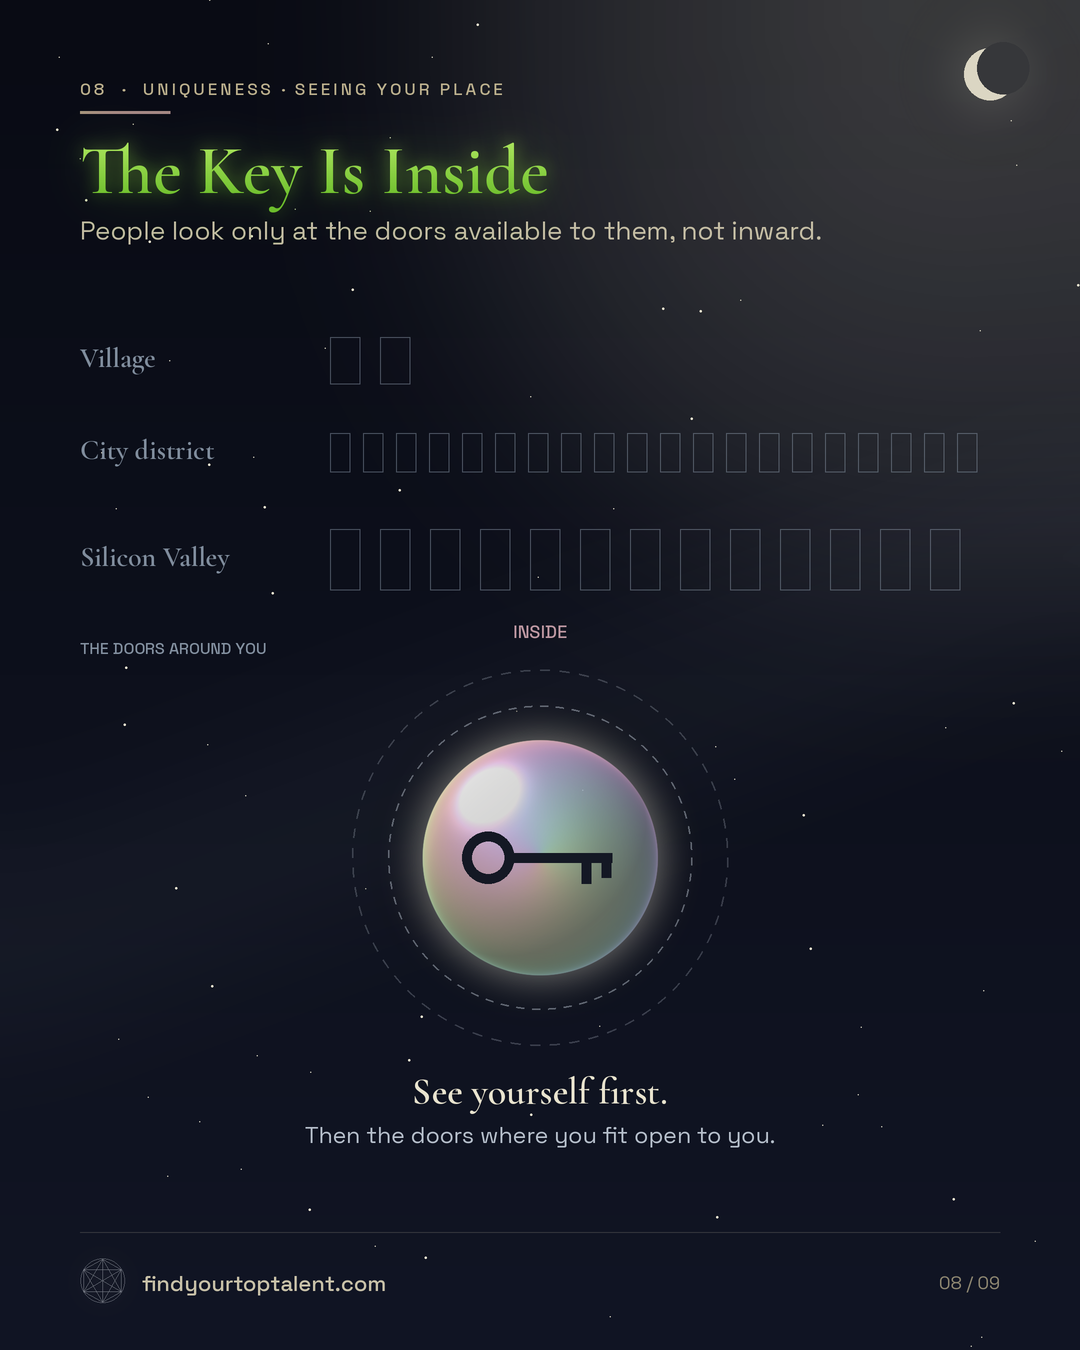 08 · UNIQUENESS · SEEING YOUR PLACE
The Key Is Inside
People look only at the doors available to them, not inward.
Village
City district
Silicon Valley
INSIDE
THE DOORS AROUND YOU
See yourself first.
Then the doors where you fit open to you.
findyourtoptalent.com
08 / 09